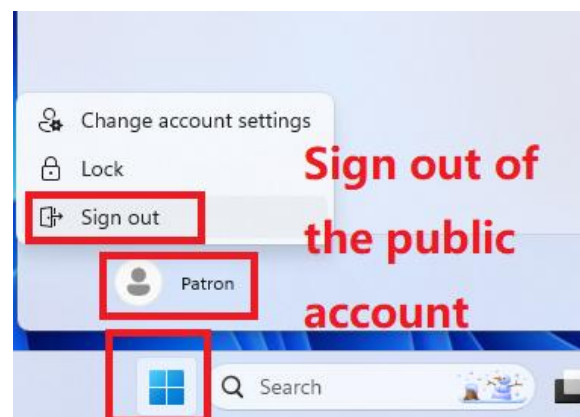 Change account settings
Lock
Sign out
Sign out of
the public
account
Patron
Search